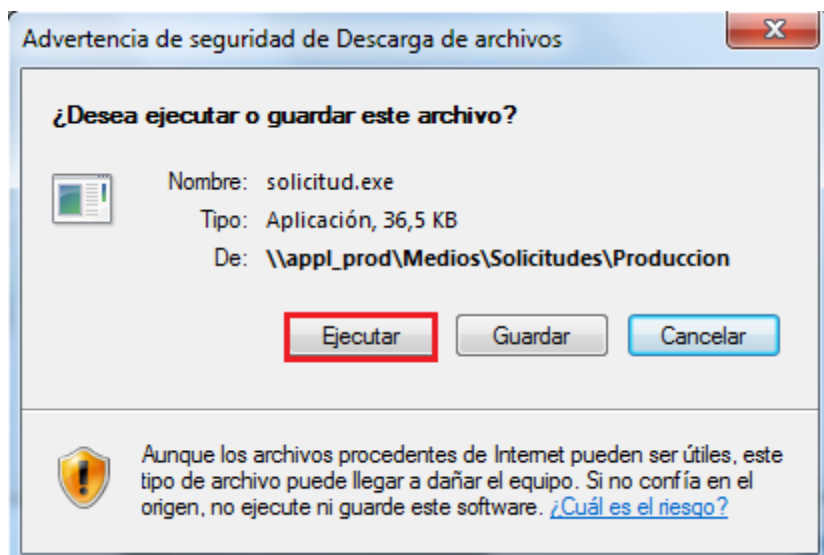 Advertencia de seguridad de Descarga de archivos
¿Desea ejecutar o guardar este archivo?
Nombre: solicitud.exe
Tipo: Aplicación, 36,5 KB
De: \\appl_prod\Medios\Solicitudes\Produccion
Ejecutar Guardar Cancelar
Aunque los archivos procedentes de Internet pueden ser útiles, este
tipo de archivo puede llegar a dañar el equipo. Si no confía en el
origen, no ejecute ni guarde este software. ¿Cuál es el riesgo?